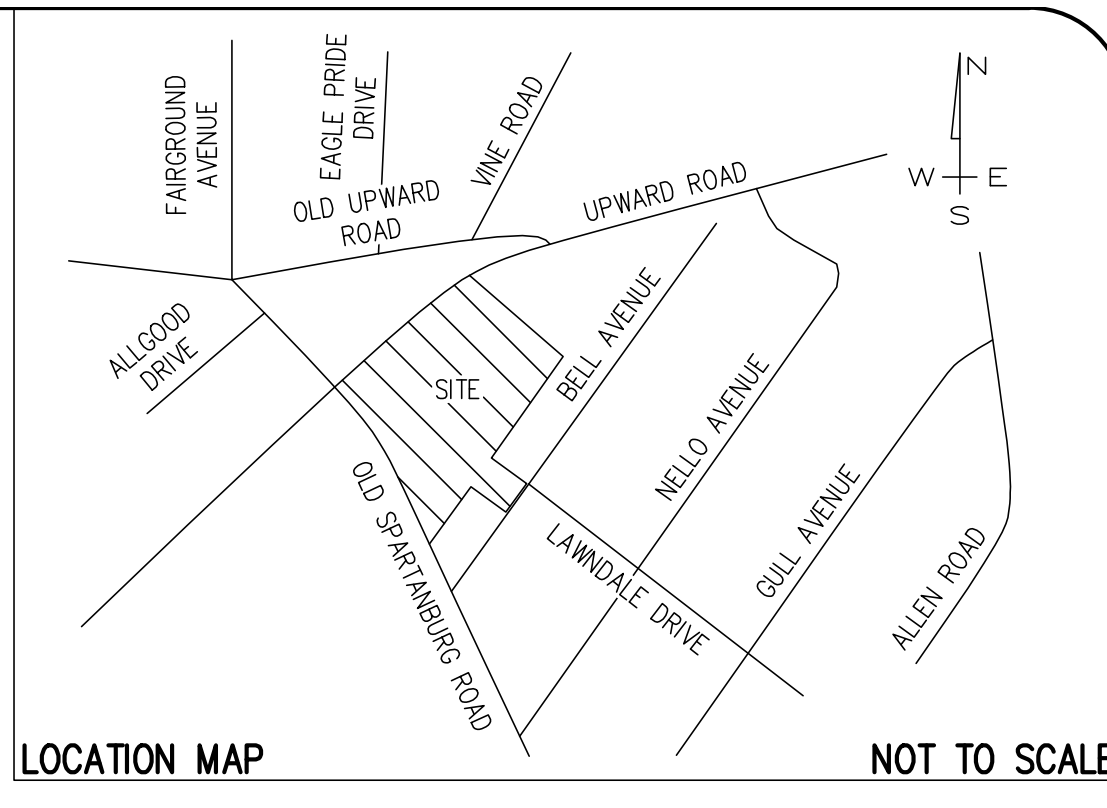 FAIRGROUND
AVENUE
EAGLE PRIDE
DRIVE
VINE ROAD
OLD UPWARD
ROAD
UPWARD ROAD
N
W E
S
ALLGOOD
DRIVE
SITE
BELL AVENUE
NELLO AVENUE
OLD SPARTANBURG ROAD
LAWNDALE DRIVE
GULL AVENUE
ALLEN ROAD
LOCATION MAP
NOT TO SCALE